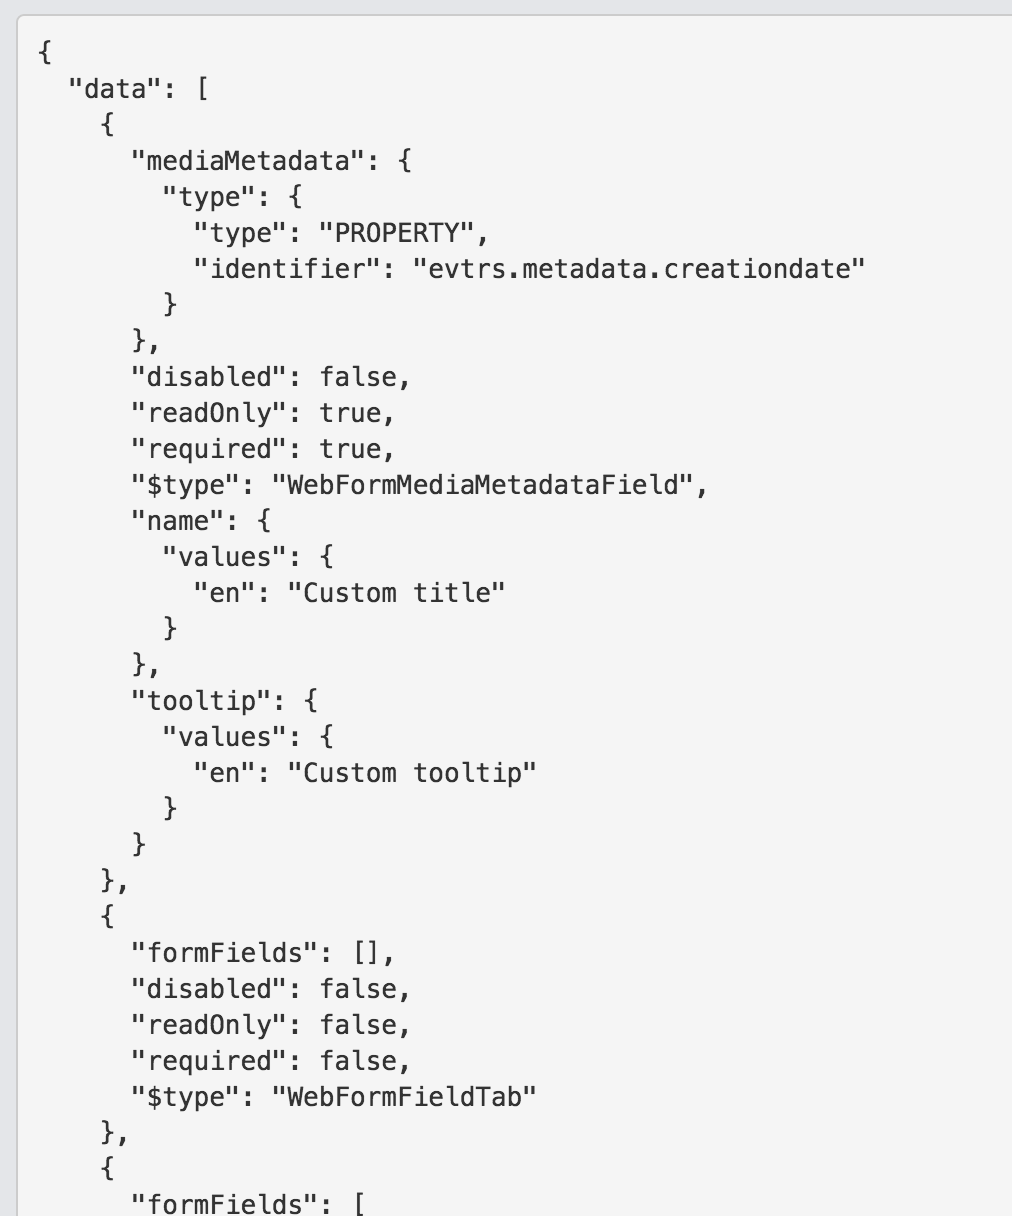 {
  "data": [
    {
      "mediaMetadata": {
        "type": {
          "type": "PROPERTY",
          "identifier": "evtrs.metadata.creationdate"
        }
      },
      "disabled": false,
      "readOnly": true,
      "required": true,
      "$type": "WebFormMediaMetadataField",
      "name": {
        "values": {
          "en": "Custom title"
        }
      },
      "tooltip": {
        "values": {
          "en": "Custom tooltip"
        }
      }
    },
    {
      "formFields": [],
      "disabled": false,
      "readOnly": false,
      "required": false,
      "$type": "WebFormFieldTab"
    },
    {
      "formFields": [